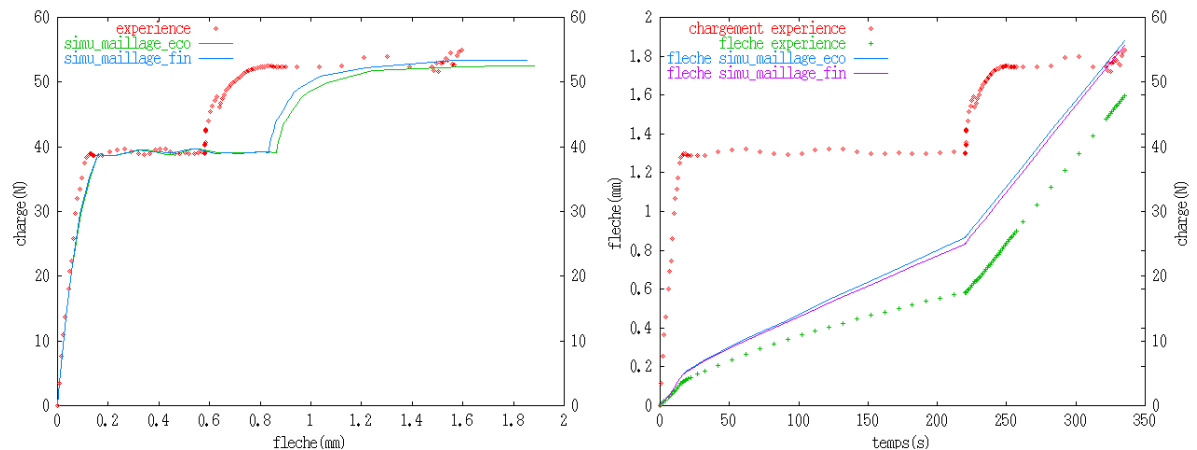 60
50
40
30
20
10
0
charge(N)
experience
simu_maillage_eco
simu_maillage_fin
60
50
40
30
20
10
0
0 0.2 0.4 0.6 0.8 1 1.2 1.4 1.6 1.8 2
fleche(mm)
2
1.8
1.6
1.4
1.2
1
0.8
0.6
0.4
0.2
0
fleche(mm)
chargement experience
fleche experience
fleche simu_maillage_eco
fleche simu_maillage_fin
60
50
40
30
20
10
0
charge(N)
0 50 100 150 200 250 300 350
temps(s)